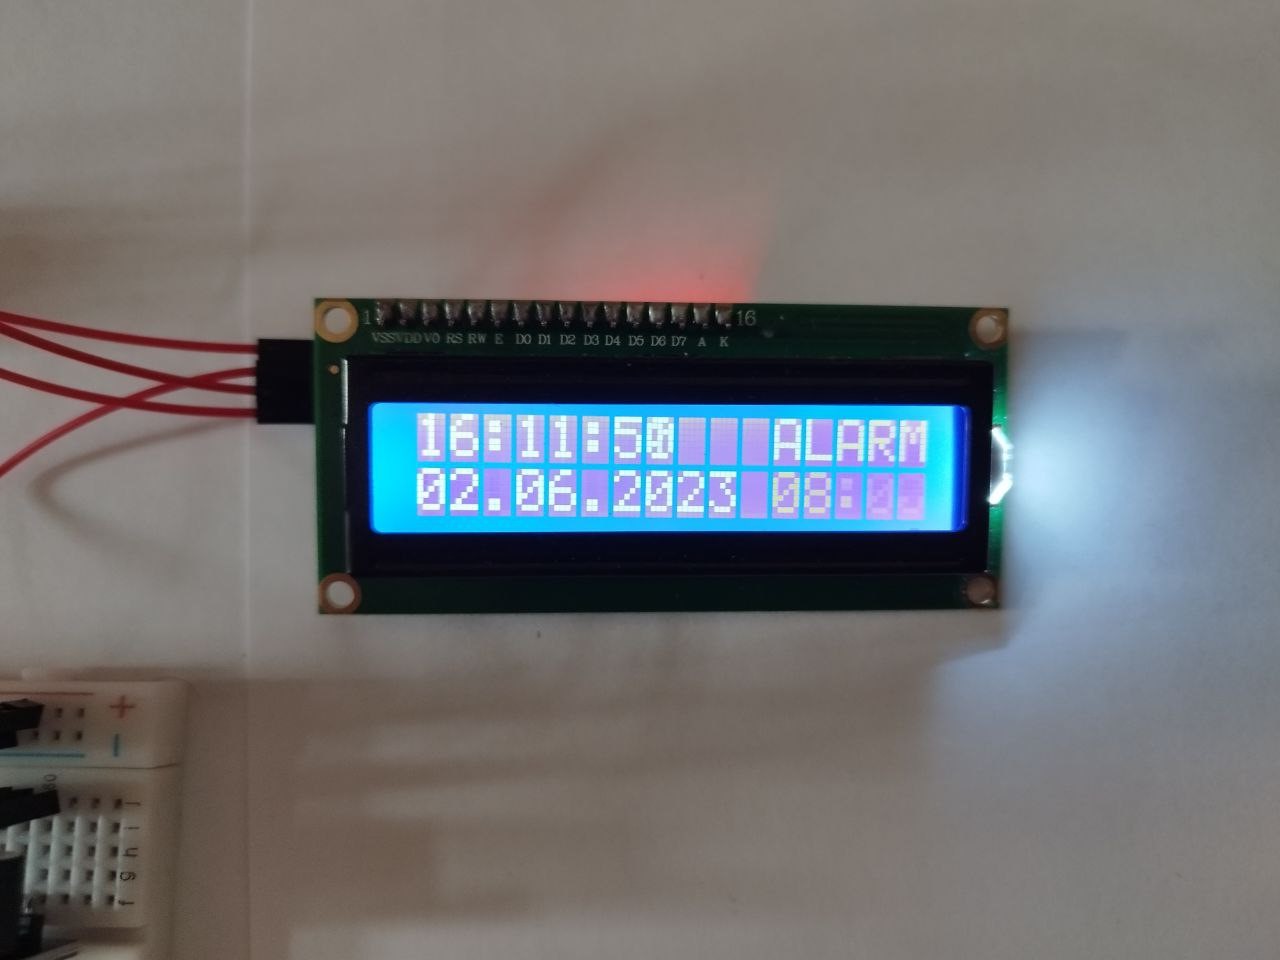 1 16
VSS VDD V0 RS RW E D0 D1 D2 D3 D4 D5 D6 D7 A K
16:11:50 ALARM
02.06.2023 08:
+
-
j
i
h
g
f